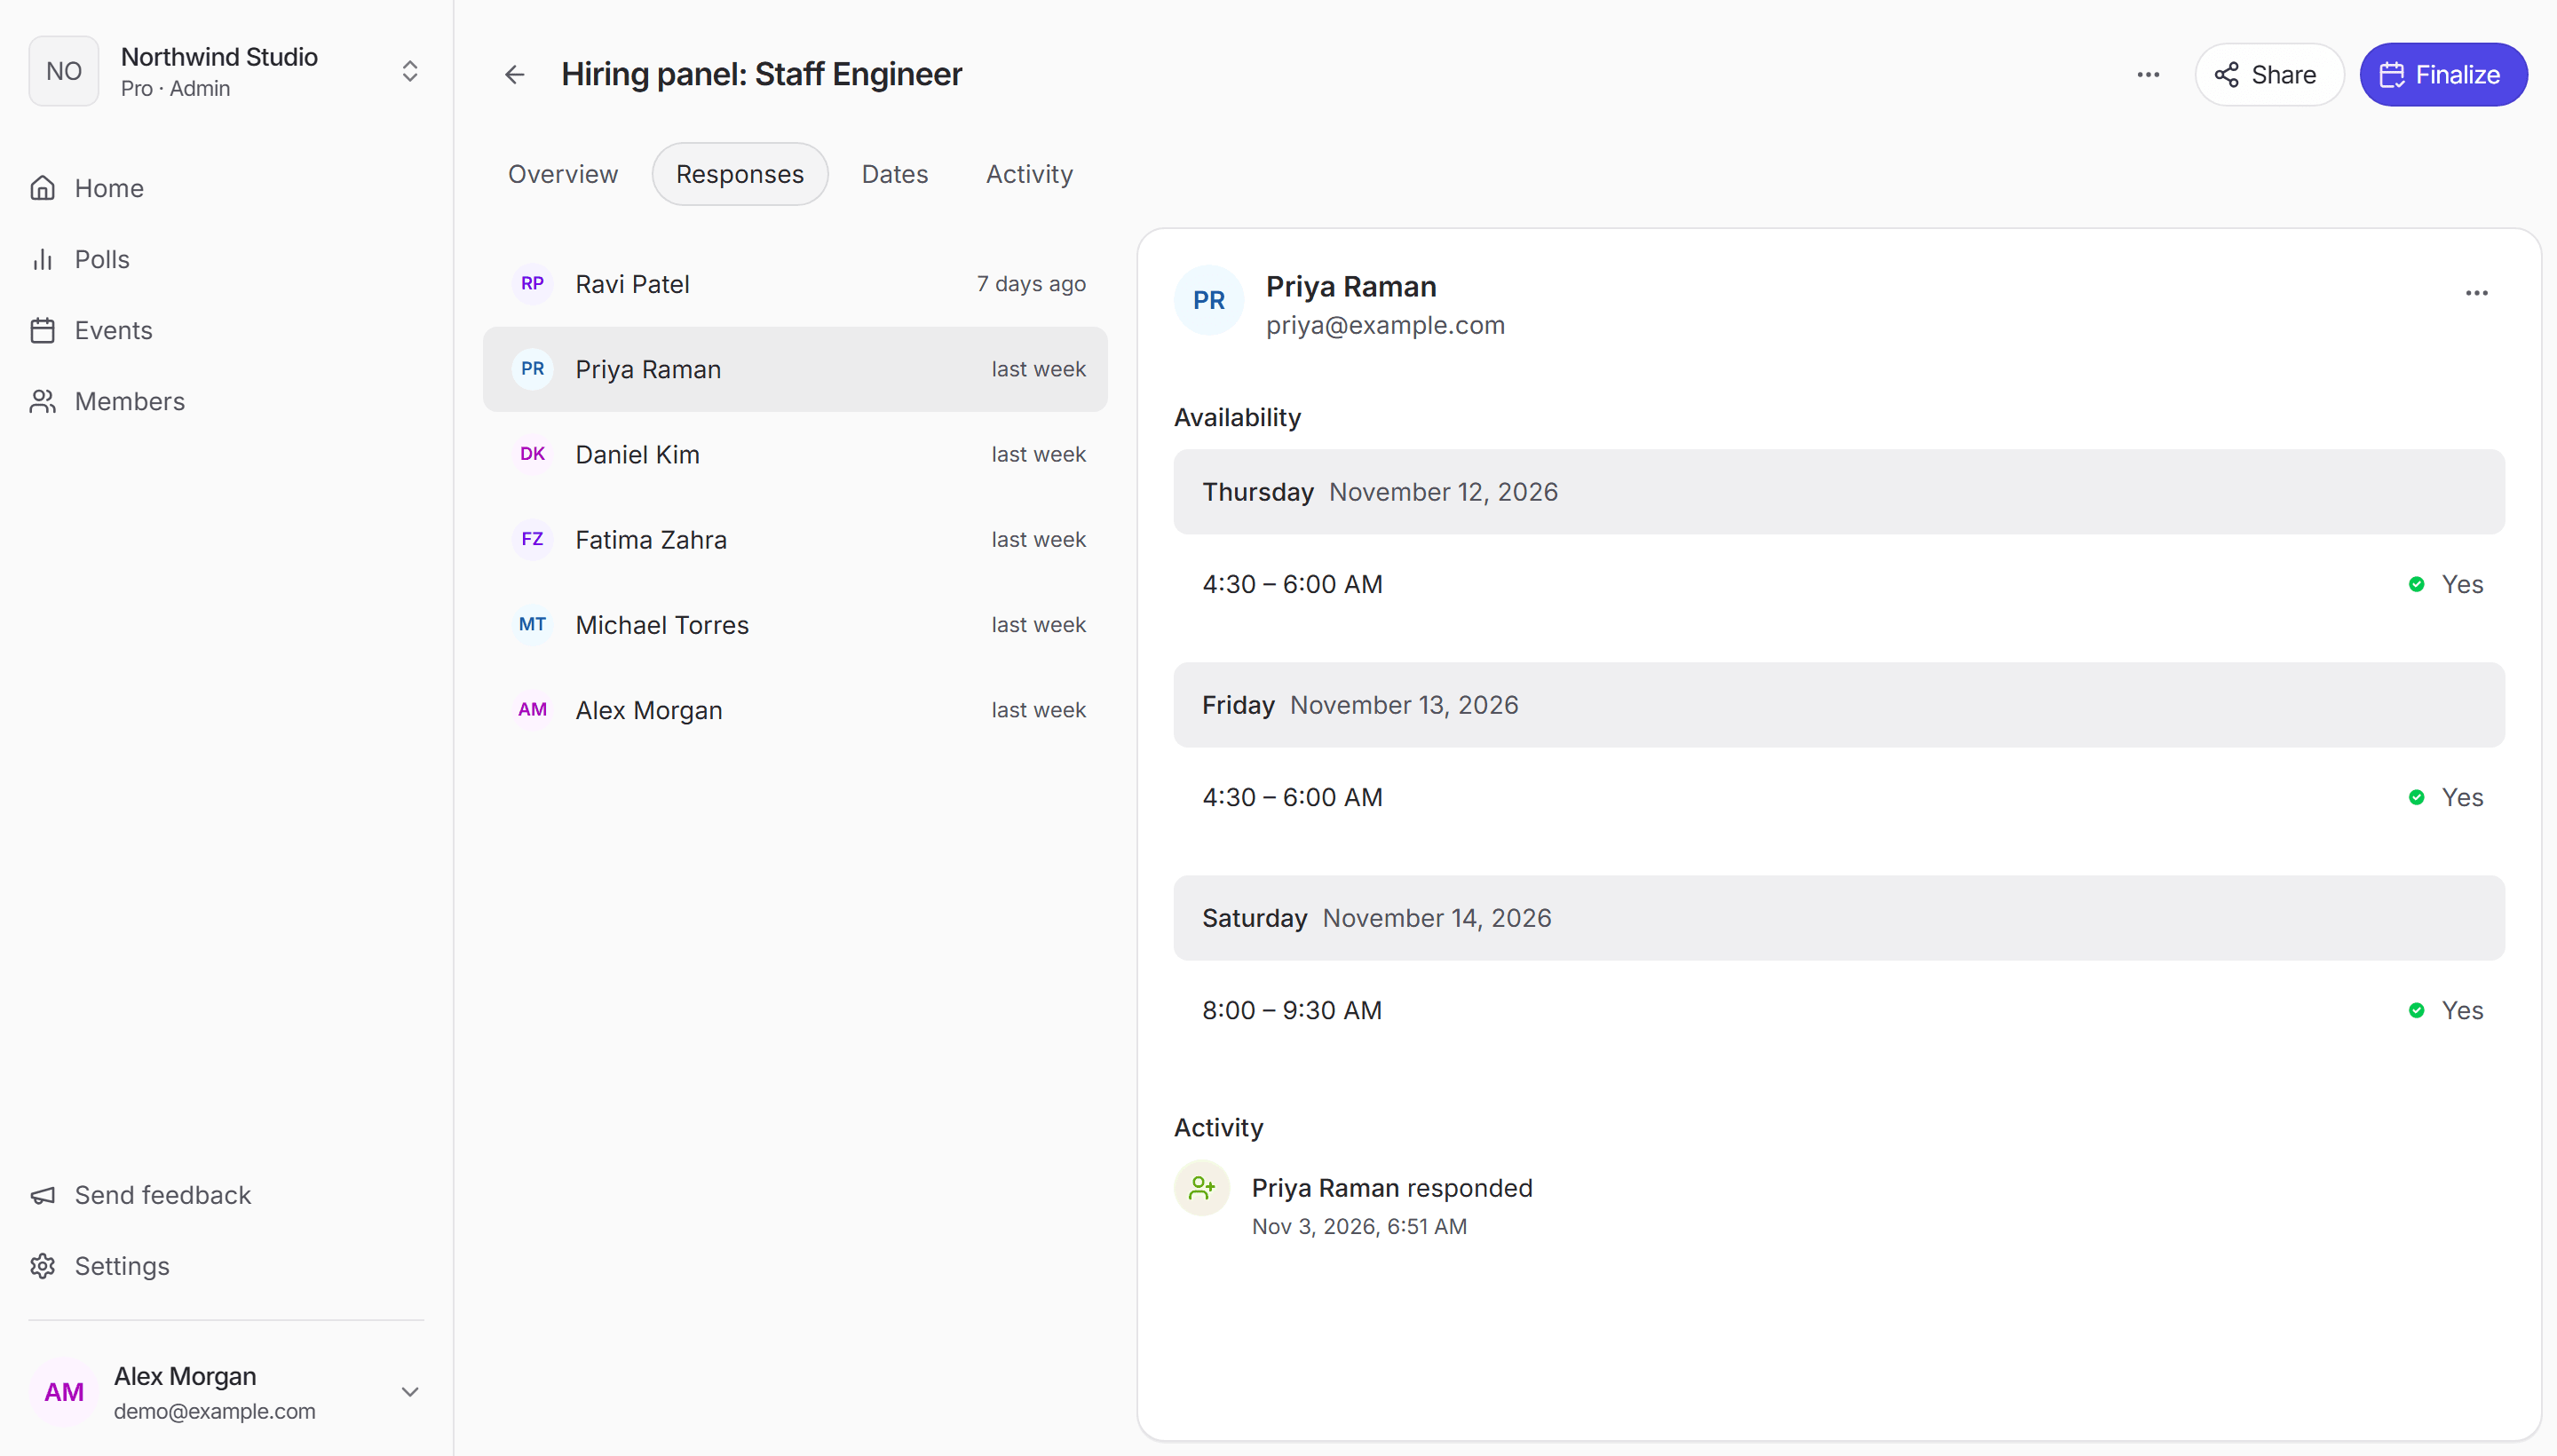 NO
Northwind Studio
Pro · Admin
Home
Polls
Events
Members
Send feedback
Settings
AM
Alex Morgan
demo@example.com
Hiring panel: Staff Engineer
Share
Finalize
Overview
Responses
Dates
Activity
RP Ravi Patel 7 days ago
PR Priya Raman last week
DK Daniel Kim last week
FZ Fatima Zahra last week
MT Michael Torres last week
AM Alex Morgan last week
PR
Priya Raman
priya@example.com
Availability
Thursday November 12, 2026
4:30 – 6:00 AM Yes
Friday November 13, 2026
4:30 – 6:00 AM Yes
Saturday November 14, 2026
8:00 – 9:30 AM Yes
Activity
Priya Raman responded
Nov 3, 2026, 6:51 AM